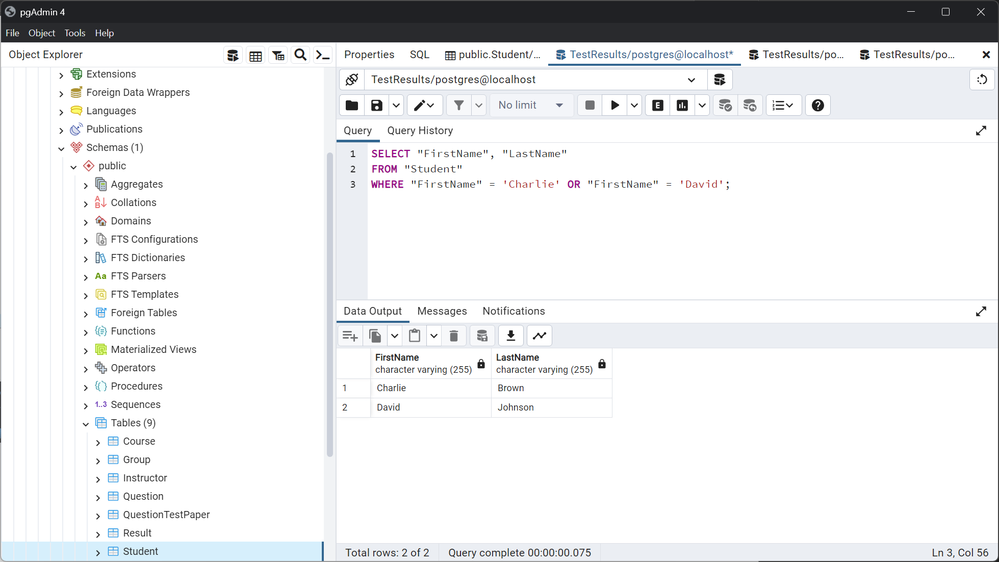 pgAdmin 4
File Object Tools Help
Object Explorer
Extensions
Foreign Data Wrappers
Languages
Publications
Schemas (1)
public
Aggregates
Collations
Domains
FTS Configurations
FTS Dictionaries
Aa FTS Parsers
FTS Templates
Foreign Tables
Functions
Materialized Views
Operators
Procedures
1..3 Sequences
Tables (9)
Course
Group
Instructor
Question
QuestionTestPaper
Result
Student
Properties SQL public.Student/... TestResults/postgres@localhost* TestResults/po... TestResults/po...
TestResults/postgres@localhost
No limit E
Query Query History
1 SELECT "FirstName", "LastName"
2 FROM "Student"
3 WHERE "FirstName" = 'Charlie' OR "FirstName" = 'David';
Data Output Messages Notifications
FirstName LastName
character varying (255) character varying (255)
1 Charlie Brown
2 David Johnson
Total rows: 2 of 2 Query complete 00:00:00.075 Ln 3, Col 56